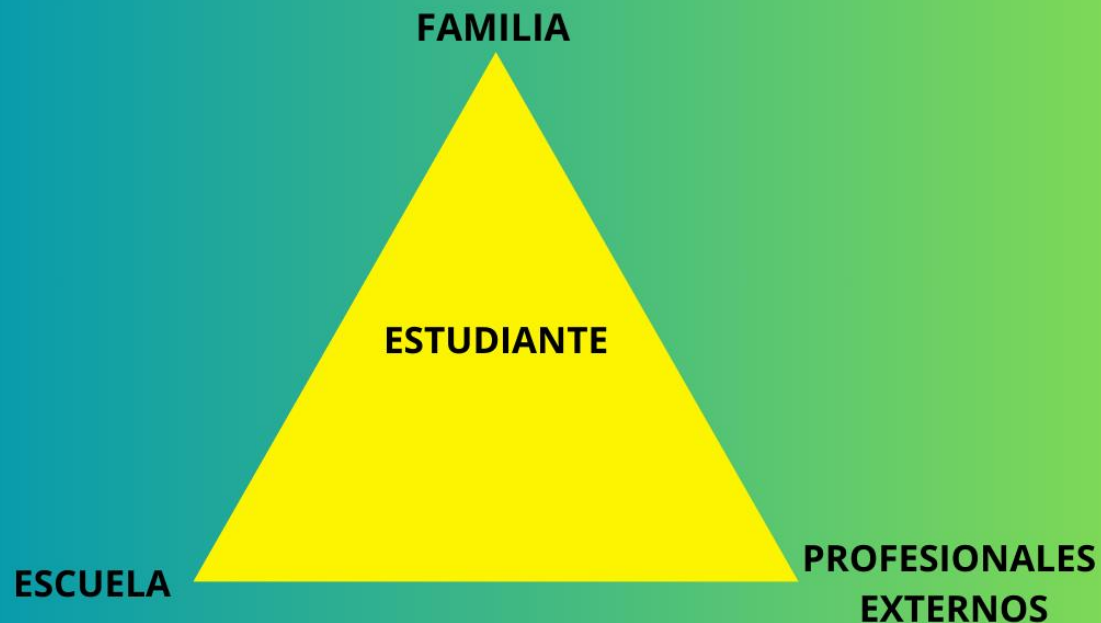 FAMILIA
ESTUDIANTE
ESCUELA
PROFESIONALES
EXTERNOS